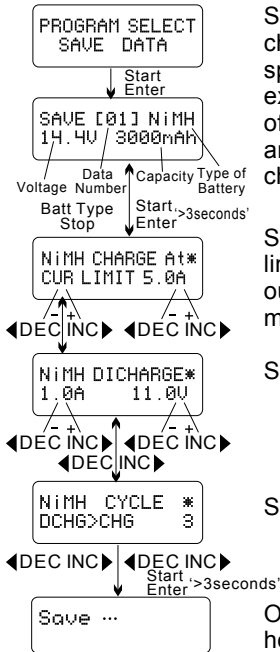 PROGRAM SELECT
SAVE DATA
Start
Enter
SAVE [01] NiMH
14.4V 3000mAh
Voltage Data Number Capacity Type of Battery
Batt Type
Stop
Start
Enter
'>3seconds'
NiMH CHARGE At*
CUR LIMIT 5.0A
- +
- +
◀DEC INC▶ ◀DEC INC▶
NiMH DICHARGE*
1.0A 11.0V
- +
- +
◀DEC INC▶ ◀DEC INC▶
◀DEC INC▶
NiMH CYCLE *
DCHG>CHG 3
◀DEC INC▶ ◀DEC INC▶
Start
Enter
'>3seconds'
Save ...